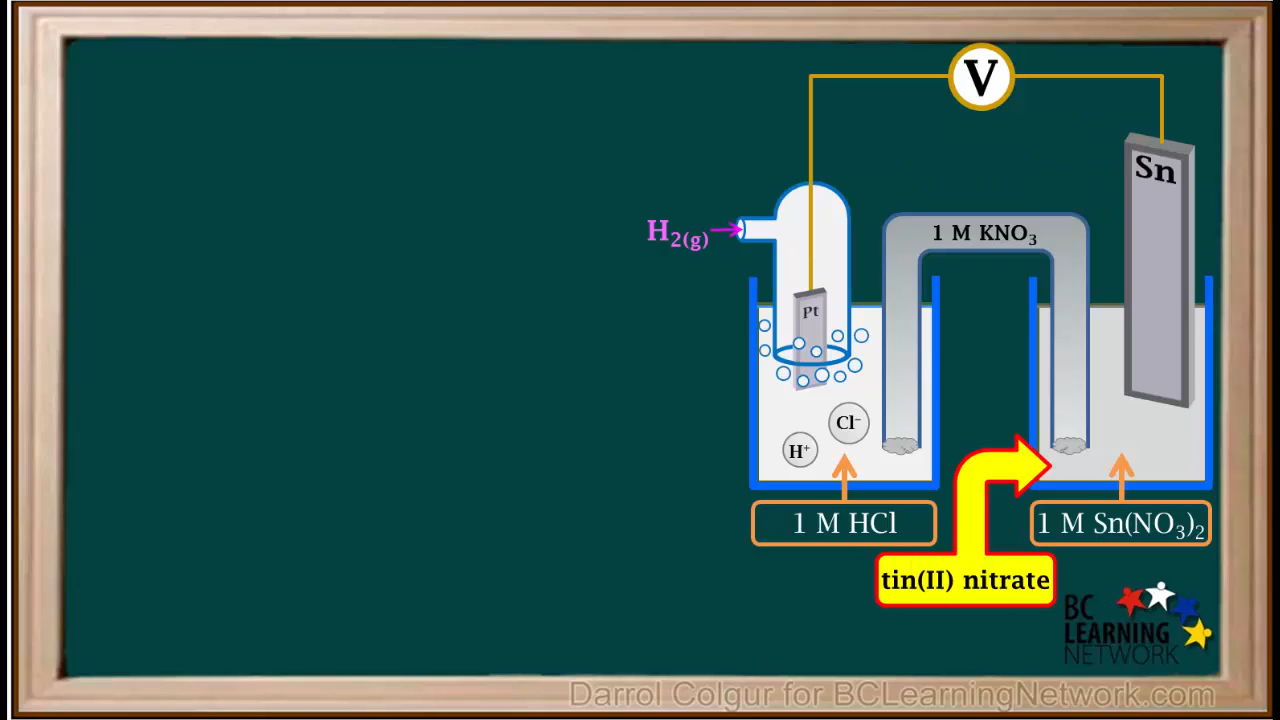 V
Sn
H₂(g)
1 M KNO₃
Pt
Cl⁻
H⁺
1 M HCl
1 M Sn(NO₃)₂
tin(II) nitrate
BC
LEARNING
NETWORK
Darrol Colgur for BCLearningNetwork.com